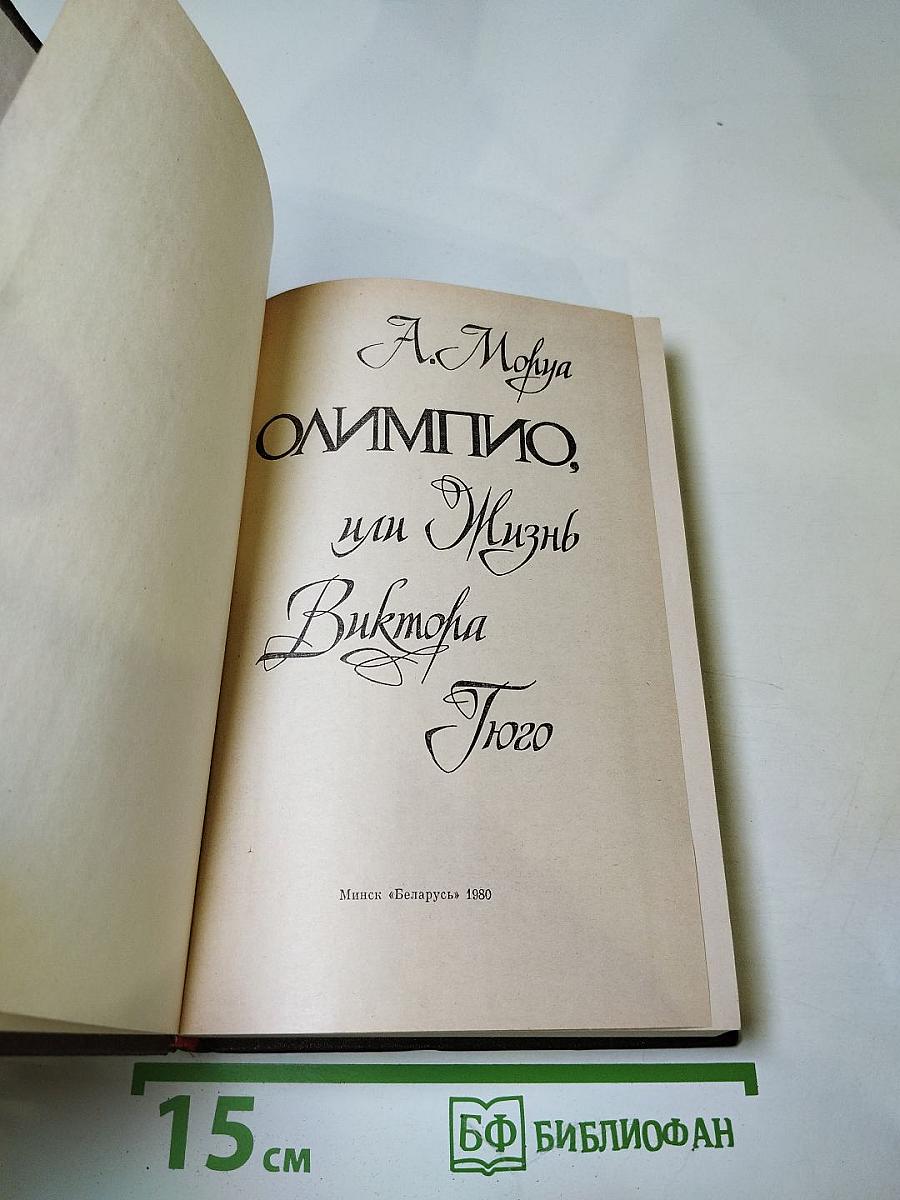 А. Моруа
ОЛИМПИО,
или Жизнь
Виктора
Гюго
Минск «Беларусь» 1980
15 см
БФ БИБЛИОФАН